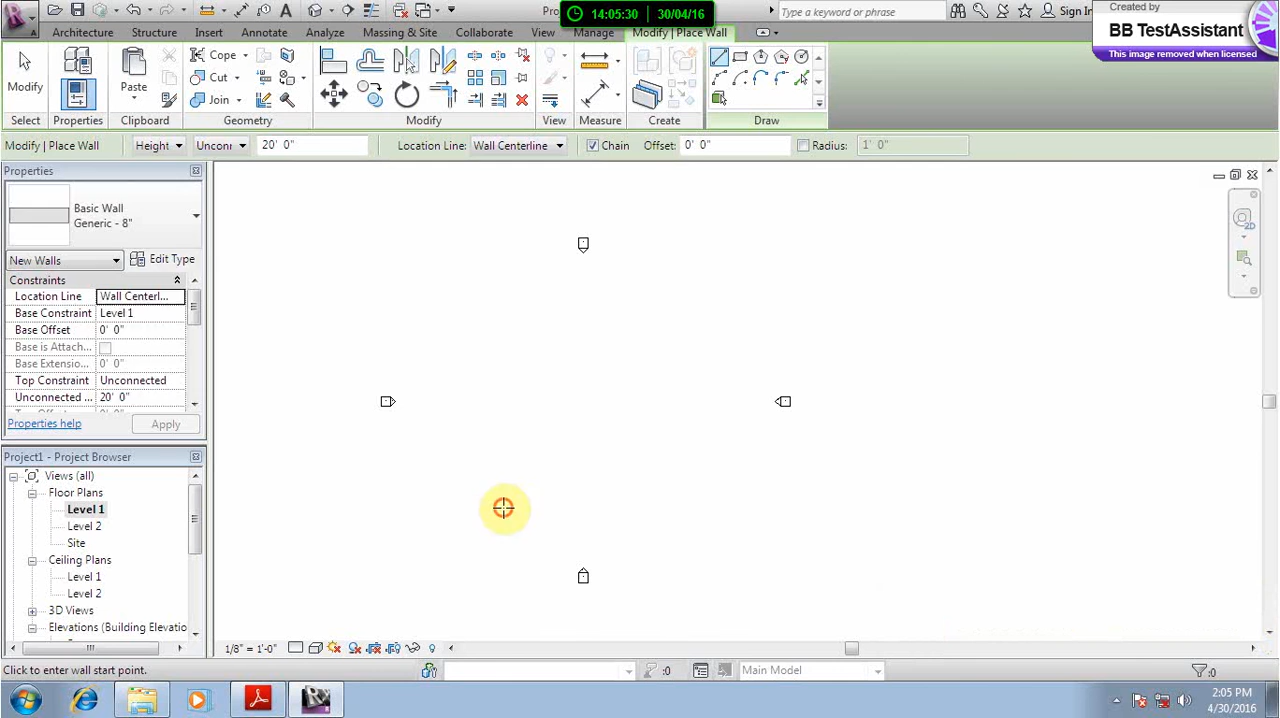 Proj
14:05:30 30/04/16
Type a keyword or phrase
Sign In
Created by
BB TestAssistant
This image removed when licensed
Architecture Structure Insert Annotate Analyze Massing & Site Collaborate View Manage Modify | Place Wall
Modify
Paste
Cope
Cut
Join
Select Properties Clipboard Geometry Modify View Measure Create Draw
Modify | Place Wall Height Unconr 20' 0" Location Line: Wall Centerline Chain Offset: 0' 0" Radius: 1' 0"
Properties
Basic Wall
Generic - 8"
New Walls Edit Type
Constraints
Location Line Wall Centerl...
Base Constraint Level 1
Base Offset 0' 0"
Base is Attach...
Base Extensio... 0' 0"
Top Constraint Unconnected
Unconnected ... 20' 0"
Properties help Apply
Project1 - Project Browser
Views (all)
Floor Plans
Level 1
Level 2
Site
Ceiling Plans
Level 1
Level 2
3D Views
Elevations (Building Elevatio
2D
1/8" = 1'-0"
Click to enter wall start point.
:0
Main Model
:0
2:05 PM
4/30/2016